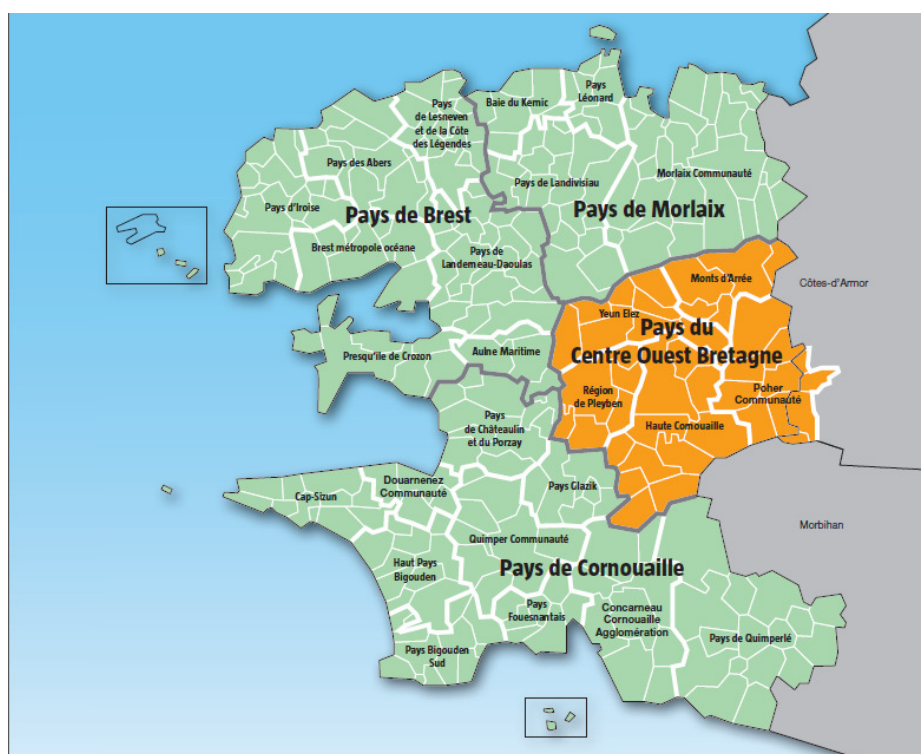 Pays
de Lesneven
et de la Côte
des Légendes
Baie du Kernic
Pays
Léonard
Pays des Abers
Pays de Landivisiau
Morlaix Communauté
Pays d'Iroise
Pays de Brest
Pays de Morlaix
Brest métropole océane
Pays de
Landerneau-Daoulas
Monts d'Arrée
Côtes-d'Armor
Yeun Elez
Pays du
Centre Ouest Bretagne
Presqu'île de Crozon
Aulne Maritime
Région
de Pleyben
Poher
Communauté
Haute Cornouaille
Pays
de Châteaulin
et du Porzay
Douarnenez
Communauté
Pays Glazik
Cap-Sizun
Morbihan
Quimper Communauté
Haut Pays
Bigouden
Pays de Cornouaille
Pays
Fouesnantais
Concarneau
Cornouaille
Agglomération
Pays de Quimperlé
Pays Bigouden
Sud